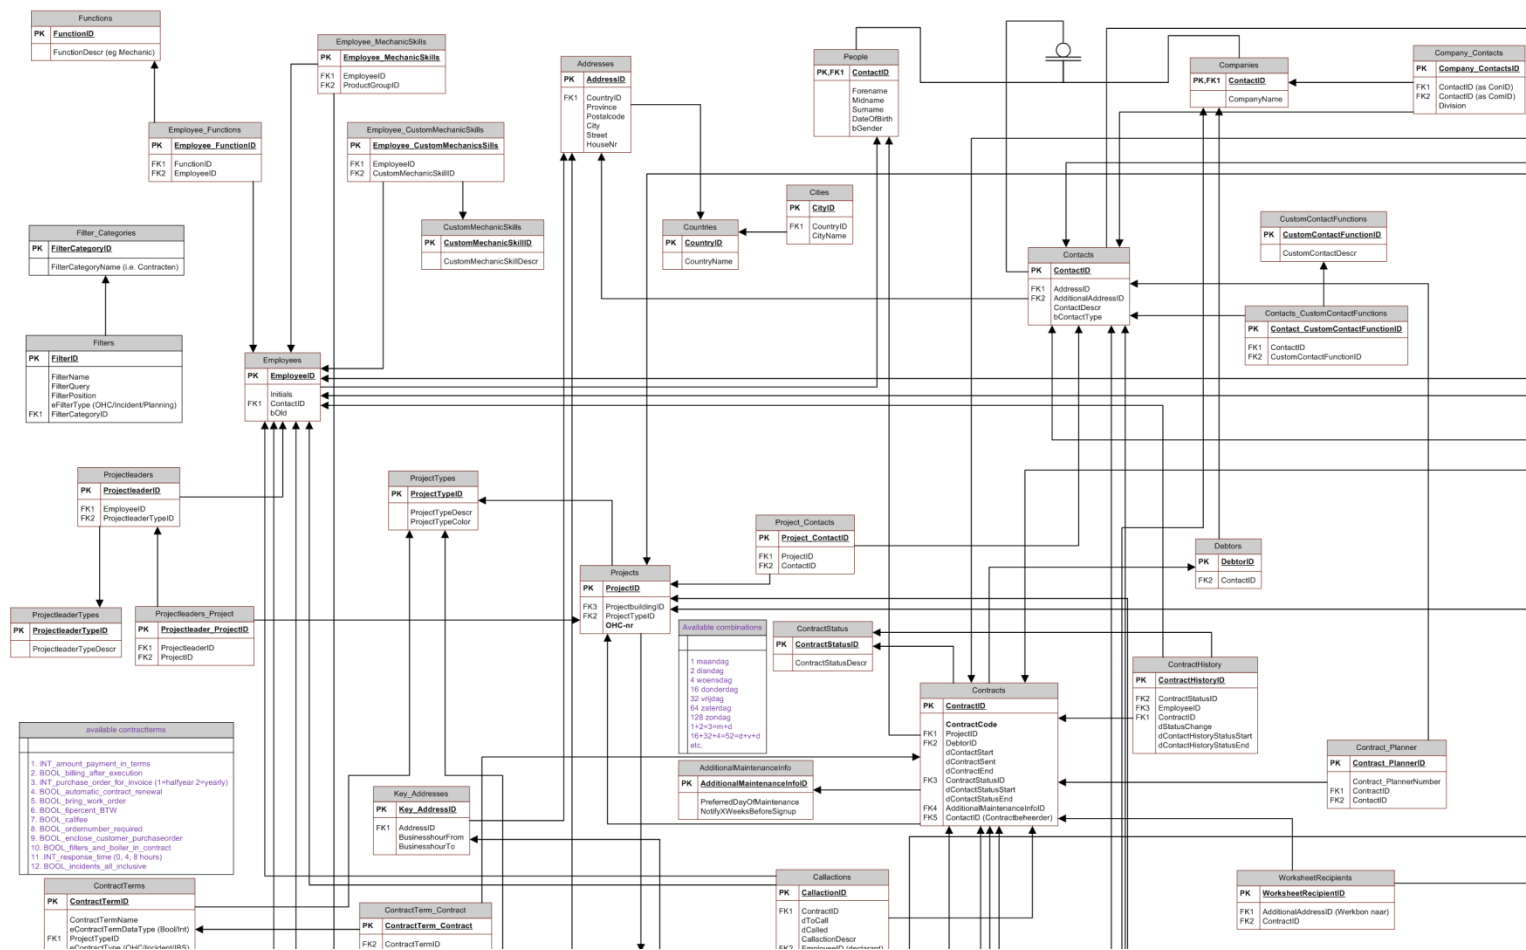 Functions
PK FunctionID
FunctionDescr (eg Mechanic)
Employee_MechanicSkills
PK Employee_MechanicSkills
FK1 EmployeeID
FK2 ProductGroupID
Addresses
PK AddressID
FK1 CountryID
Province
Postalcode
City
Street
HouseNr
People
PK,FK1 ContactID
Forename
Midname
Surname
DateOfBirth
bGender
Companies
PK,FK1 ContactID
CompanyName
Company_Contacts
PK Company_ContactsID
FK1 ContactID (as ConID)
FK2 ContactID (as ComID)
Division
Employee_Functions
PK Employee_FunctionID
FK1 FunctionID
FK2 EmployeeID
Employee_CustomMechanicSkills
PK Employee_CustomMechanicsSills
FK1 EmployeeID
FK2 CustomMechanicSkillID
Cities
PK CityID
FK1 CountryID
CityName
Filter_Categories
PK FilterCategoryID
FilterCategoryName (i.e. Contracten)
CustomMechanicSkills
PK CustomMechanicSkillID
CustomMechanicSkillDescr
Countries
PK CountryID
CountryName
Contacts
PK ContactID
FK1 AddressID
FK2 AdditionalAddressID
ContactDescr
bContactType
CustomContactFunctions
PK CustomContactFunctionID
CustomContactDescr
Contacts_CustomContactFunctions
PK Contact_CustomContactFunctionID
FK1 ContactID
FK2 CustomContactFunctionID
Filters
PK FilterID
FilterName
FilterQuery
FilterPosition
eFilterType (OHC/Incident/Planning)
FK1 FilterCategoryID
Employees
PK EmployeeID
Initials
FK1 ContactID
bOld
Projectleaders
PK ProjectleaderID
FK1 EmployeeID
FK2 ProjectleaderTypeID
ProjectTypes
PK ProjectTypeID
ProjectTypeDescr
ProjectTypeColor
Project_Contacts
PK Project_ContactID
FK1 ProjectID
FK2 ContactID
Debtors
PK DebtorID
FK2 ContactID
ProjectleaderTypes
PK ProjectleaderTypeID
ProjectleaderTypeDescr
Projectleaders_Project
PK Projectleader_ProjectID
FK1 ProjectleaderID
FK2 ProjectID
Projects
PK ProjectID
FK3 ProjectbuildingID
FK2 ProjectTypeID
OHC-nr
Available combinations
1 maandag
2 disndag
4 woensdag
16 donderdag
32 vrijdag
64 zaterdag
128 zondag
1+2=3=m+d
16+32+4=52=d+v+d
etc.
ContractStatus
PK ContractStatusID
ContractStatusDescr
ContractHistory
PK ContractHistoryID
FK2 ContractStatusID
FK3 EmployeeID
FK1 ContractID
dStatusChange
dContactHistoryStatusStart
dContactHistoryStatusEnd
Contracts
PK ContractID
ContractCode
FK1 ProjectID
FK2 DebtorID
dContactStart
dContractSent
dContractEnd
FK3 ContractStatusID
dContactStatusStart
dContactStatusEnd
FK4 AdditionalMaintenanceInfoID
FK5 ContactID (Contractbeheerder)
available contractterms
1. INT_amount_payment_in_terms
2. BOOL_billing_after_execution
3. INT_purchase_order_for_invoice (1=halfyear 2=yearly)
4. BOOL_automatic_contract_renewal
5. BOOL_bring_work_order
6. BOOL_6percent_BTW
7. BOOL_callfee
8. BOOL_ordernumber_required
9. BOOL_enclose_customer_purchaseorder
10. BOOL_filters_and_boiler_in_contract
11 .INT_response_time (0, 4, 8 hours)
12. BOOL_incidents_all_inclusive
Contract_Planner
PK Contract_PlannerID
Contract_PlannerNumber
FK1 ContractID
FK2 ContactID
AdditionalMaintenanceInfo
PK AdditionalMaintenanceInfoID
PreferredDayOfMaintenance
NotifyXWeeksBeforeSignup
Key_Addresses
PK Key_AddressID
FK1 AddressID
BusinesshourFrom
BusinesshourTo
ContractTerms
PK ContractTermID
ContractTermName
eContractTermDataType (Bool/Int)
FK1 ProjectTypeID
eContractType (OHC/Incident/IBS)
ContractTerm_Contract
PK ContractTerm_Contract
FK2 ContractTermID
Callactions
PK CallactionID
FK1 ContractID
dToCall
dCalled
CallactionDescr
FK2 EmployeeID (declarant)
WorksheetRecipients
PK WorksheetRecipientID
FK1 AdditionalAddressID (Werkbon naar)
FK2 ContractID